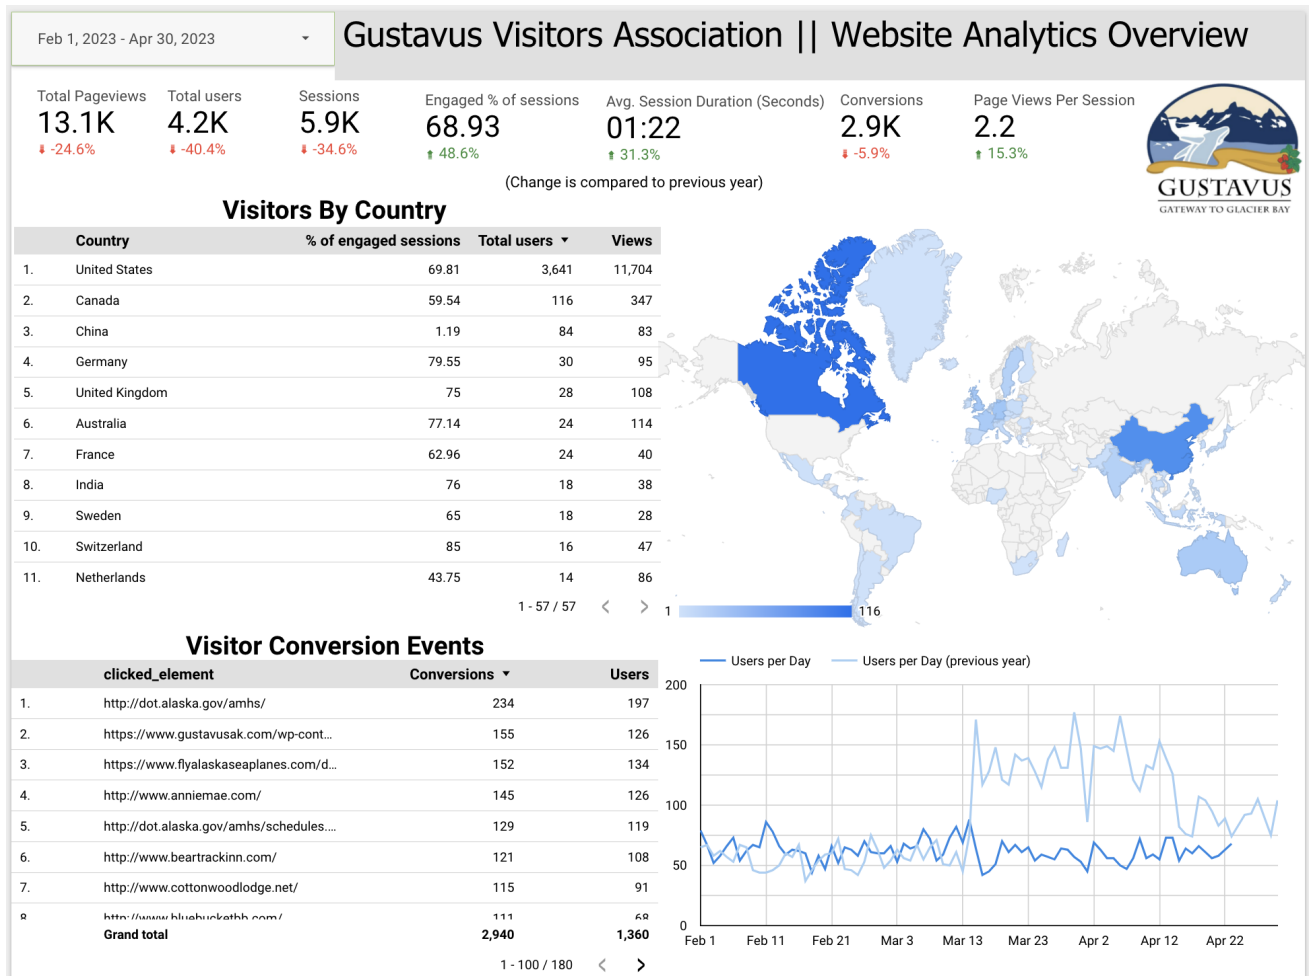 Feb 1, 2023 - Apr 30, 2023
Gustavus Visitors Association || Website Analytics Overview
Total Pageviews
13.1K
-24.6%
Total users
4.2K
-40.4%
Sessions
5.9K
-34.6%
Engaged % of sessions
68.93
48.6%
Avg. Session Duration (Seconds)
01:22
31.3%
Conversions
2.9K
-5.9%
Page Views Per Session
2.2
15.3%
GUSTAVUS
GATEWAY TO GLACIER BAY
(Change is compared to previous year)
Visitors By Country
Country % of engaged sessions Total users Views
1. United States 69.81 3,641 11,704
2. Canada 59.54 116 347
3. China 1.19 84 83
4. Germany 79.55 30 95
5. United Kingdom 75 28 108
6. Australia 77.14 24 114
7. France 62.96 24 40
8. India 76 18 38
9. Sweden 65 18 28
10. Switzerland 85 16 47
11. Netherlands 43.75 14 86
1 - 57 / 57
1 116
Visitor Conversion Events
clicked_element Conversions Users
1. http://dot.alaska.gov/amhs/ 234 197
2. https://www.gustavusak.com/wp-cont... 155 126
3. https://www.flyalaskaseaplanes.com/d... 152 134
4. http://www.anniemae.com/ 145 126
5. http://dot.alaska.gov/amhs/schedules.... 129 119
6. http://www.beartrackinn.com/ 121 108
7. http://www.cottonwoodlodge.net/ 115 91
8. http://www.bluebucketbb.com/ 111 68
Grand total 2,940 1,360
1 - 100 / 180
Users per Day Users per Day (previous year)
200
150
100
50
0
Feb 1 Feb 11 Feb 21 Mar 3 Mar 13 Mar 23 Apr 2 Apr 12 Apr 22